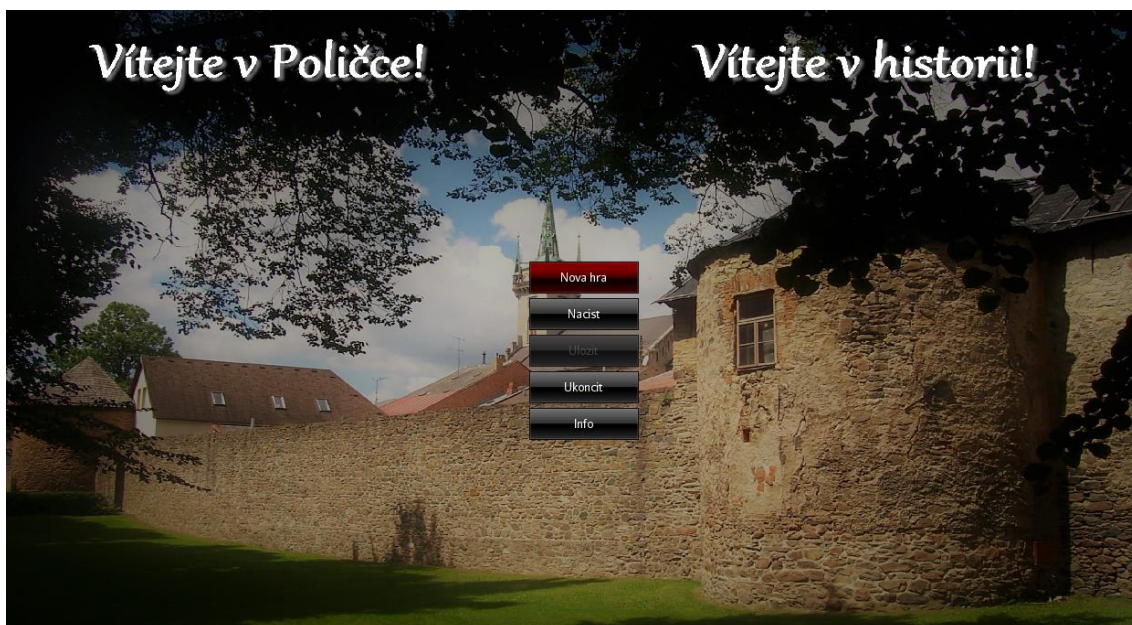 Vítejte v Poličce!
Vítejte v historii!
Nova hra
Nacist
Ulozit
Ukoncit
Info